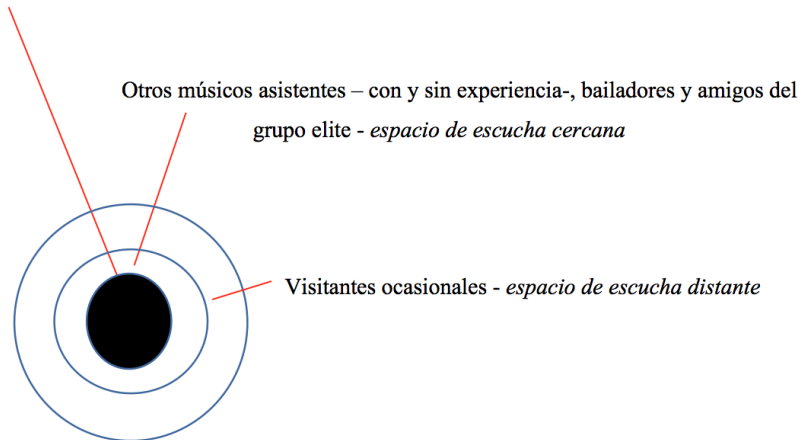 Otros músicos asistentes – con y sin experiencia-, bailadores y amigos del
grupo elite - espacio de escucha cercana
Visitantes ocasionales - espacio de escucha distante